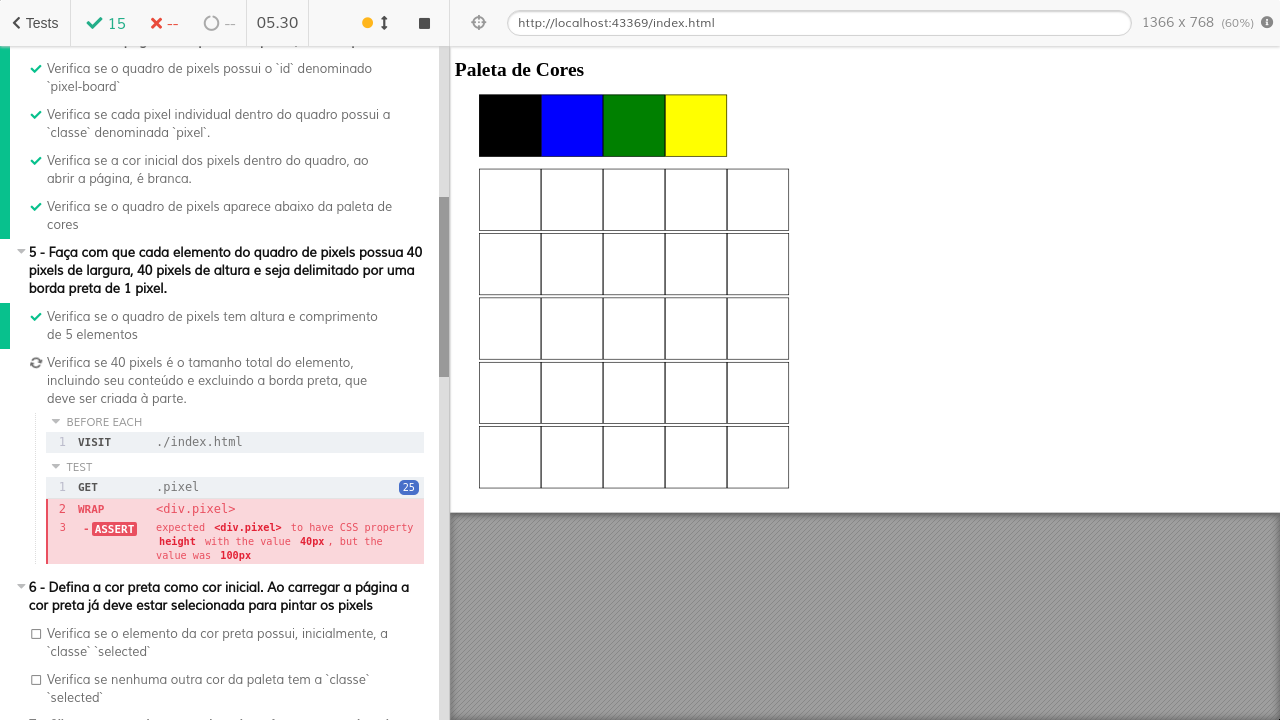 Tests
15
--
--
05.30
http://localhost:43369/index.html
1366 x 768 (60%)
Verifica se o quadro de pixels possui o `id` denominado
`pixel-board`
Verifica se cada pixel individual dentro do quadro possui a
`classe` denominada `pixel`.
Verifica se a cor inicial dos pixels dentro do quadro, ao
abrir a página, é branca.
Verifica se o quadro de pixels aparece abaixo da paleta de
cores
5 - Faça com que cada elemento do quadro de pixels possua 40
pixels de largura, 40 pixels de altura e seja delimitado por uma
borda preta de 1 pixel.
Verifica se o quadro de pixels tem altura e comprimento
de 5 elementos
Verifica se 40 pixels é o tamanho total do elemento,
incluindo seu conteúdo e excluindo a borda preta, que
deve ser criada à parte.
BEFORE EACH
1 VISIT ./index.html
TEST
1 GET .pixel 25
2 WRAP <div.pixel>
3 -ASSERT expected <div.pixel> to have CSS property
height with the value 40px, but the
value was 100px
6 - Defina a cor preta como cor inicial. Ao carregar a página a
cor preta já deve estar selecionada para pintar os pixels
Verifica se o elemento da cor preta possui, inicialmente, a
`classe` `selected`
Verifica se nenhuma outra cor da paleta tem a `classe`
`selected`
Paleta de Cores